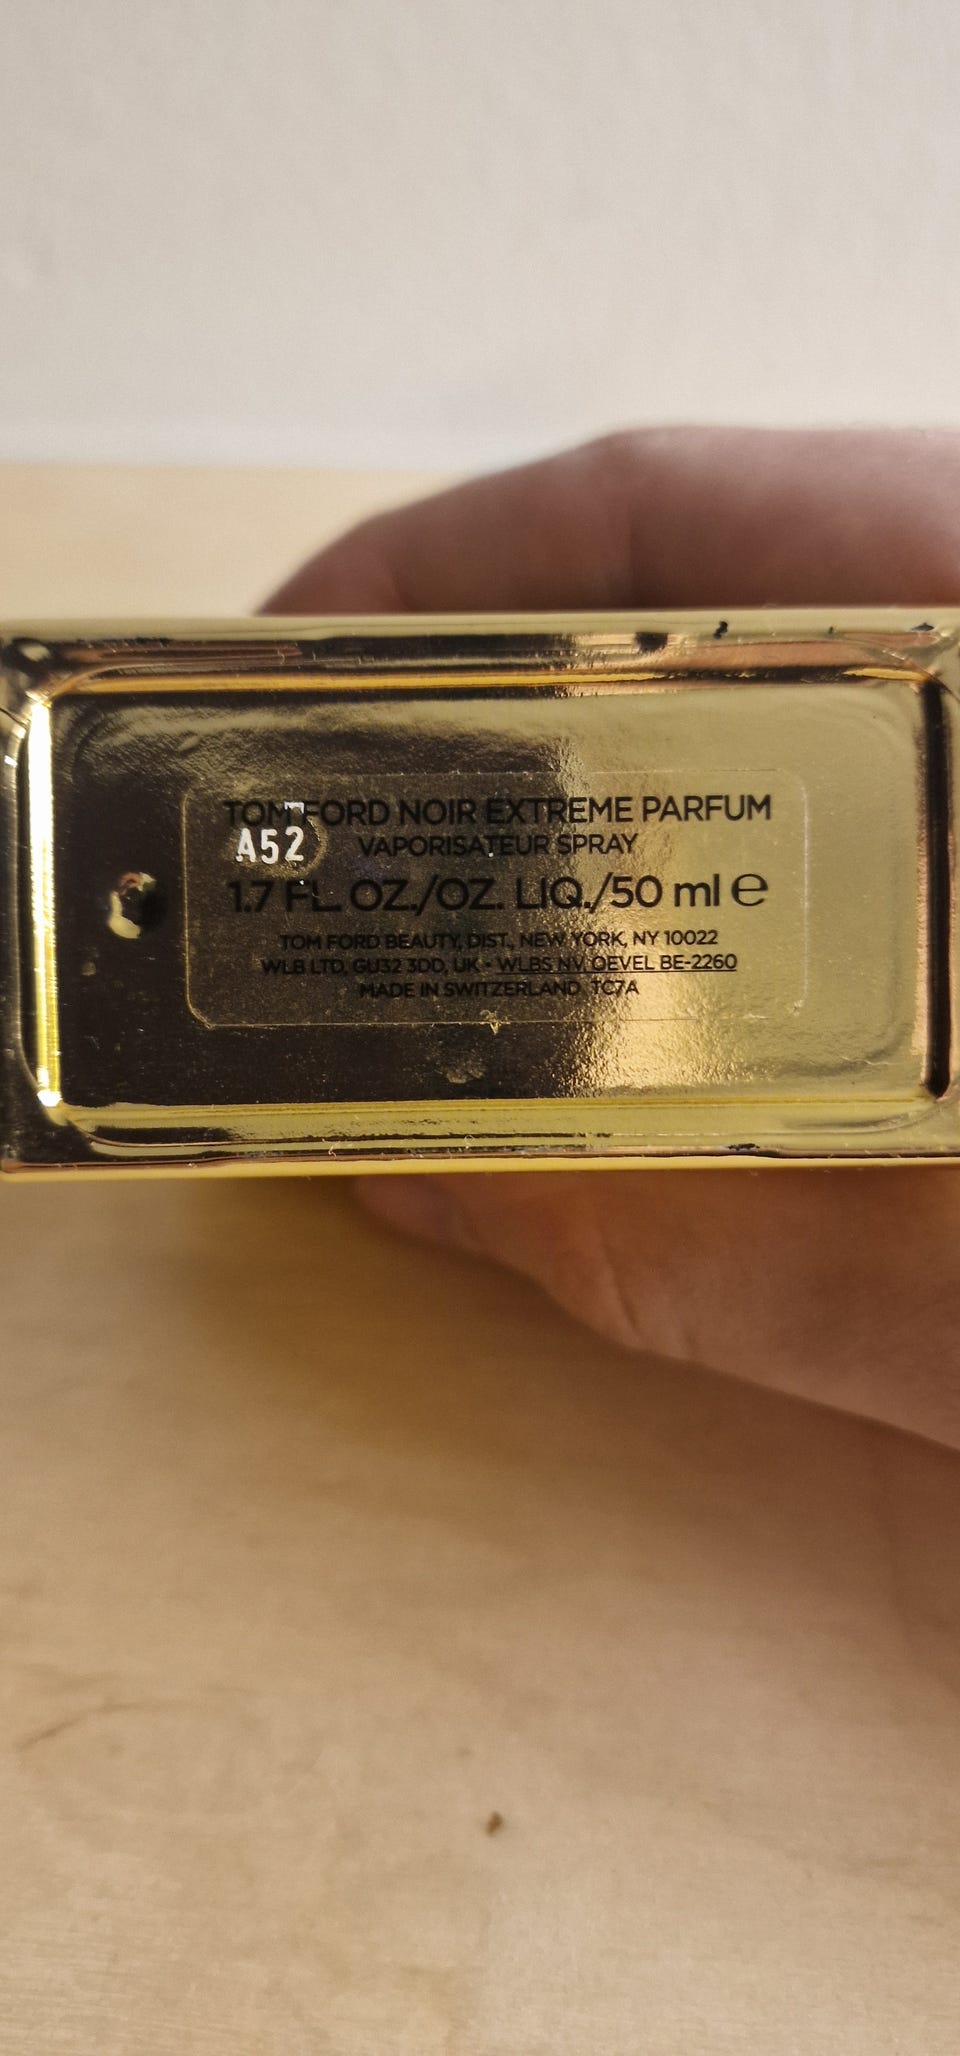 TOM FORD NOIR EXTREME PARFUM
A52
VAPORISATEUR SPRAY
1.7 FL. OZ./OZ. LIQ./50 ml ℮
TOM FORD BEAUTY, DIST., NEW YORK, NY 10022
WLB LTD, GU32 3DD, UK • WLBS NV, OEVEL BE-2260
MADE IN SWITZERLAND TC7A